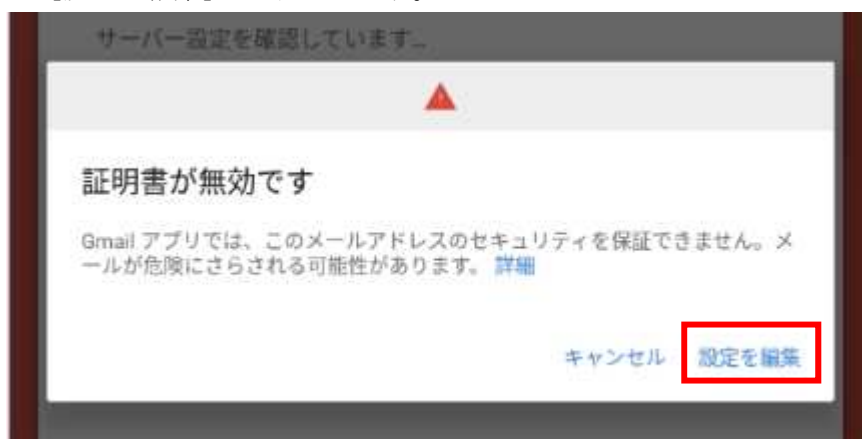 サーバー設定を確認しています…
証明書が無効です
Gmail アプリでは、このメールアドレスのセキュリティを保証できません。メ
ールが危険にさらされる可能性があります。 詳細
キャンセル 設定を編集